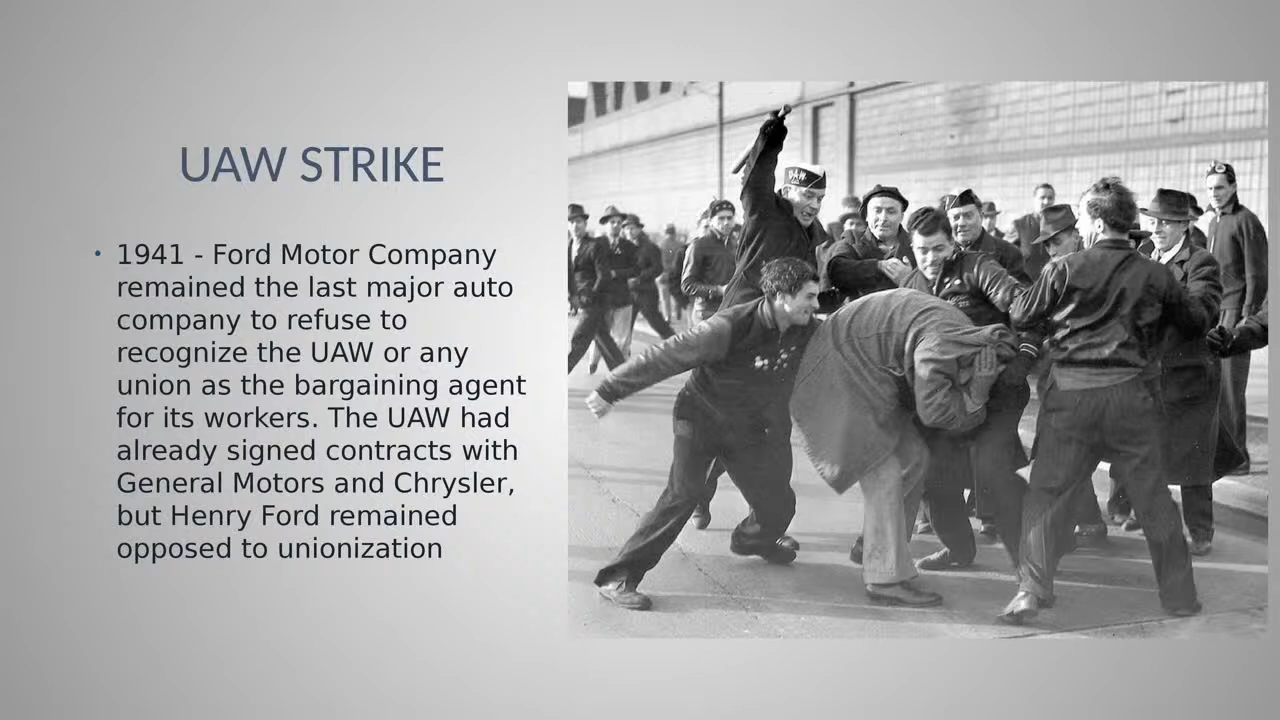 UAW STRIKE
• 1941 - Ford Motor Company
remained the last major auto
company to refuse to
recognize the UAW or any
union as the bargaining agent
for its workers. The UAW had
already signed contracts with
General Motors and Chrysler,
but Henry Ford remained
opposed to unionization
U.A.W.